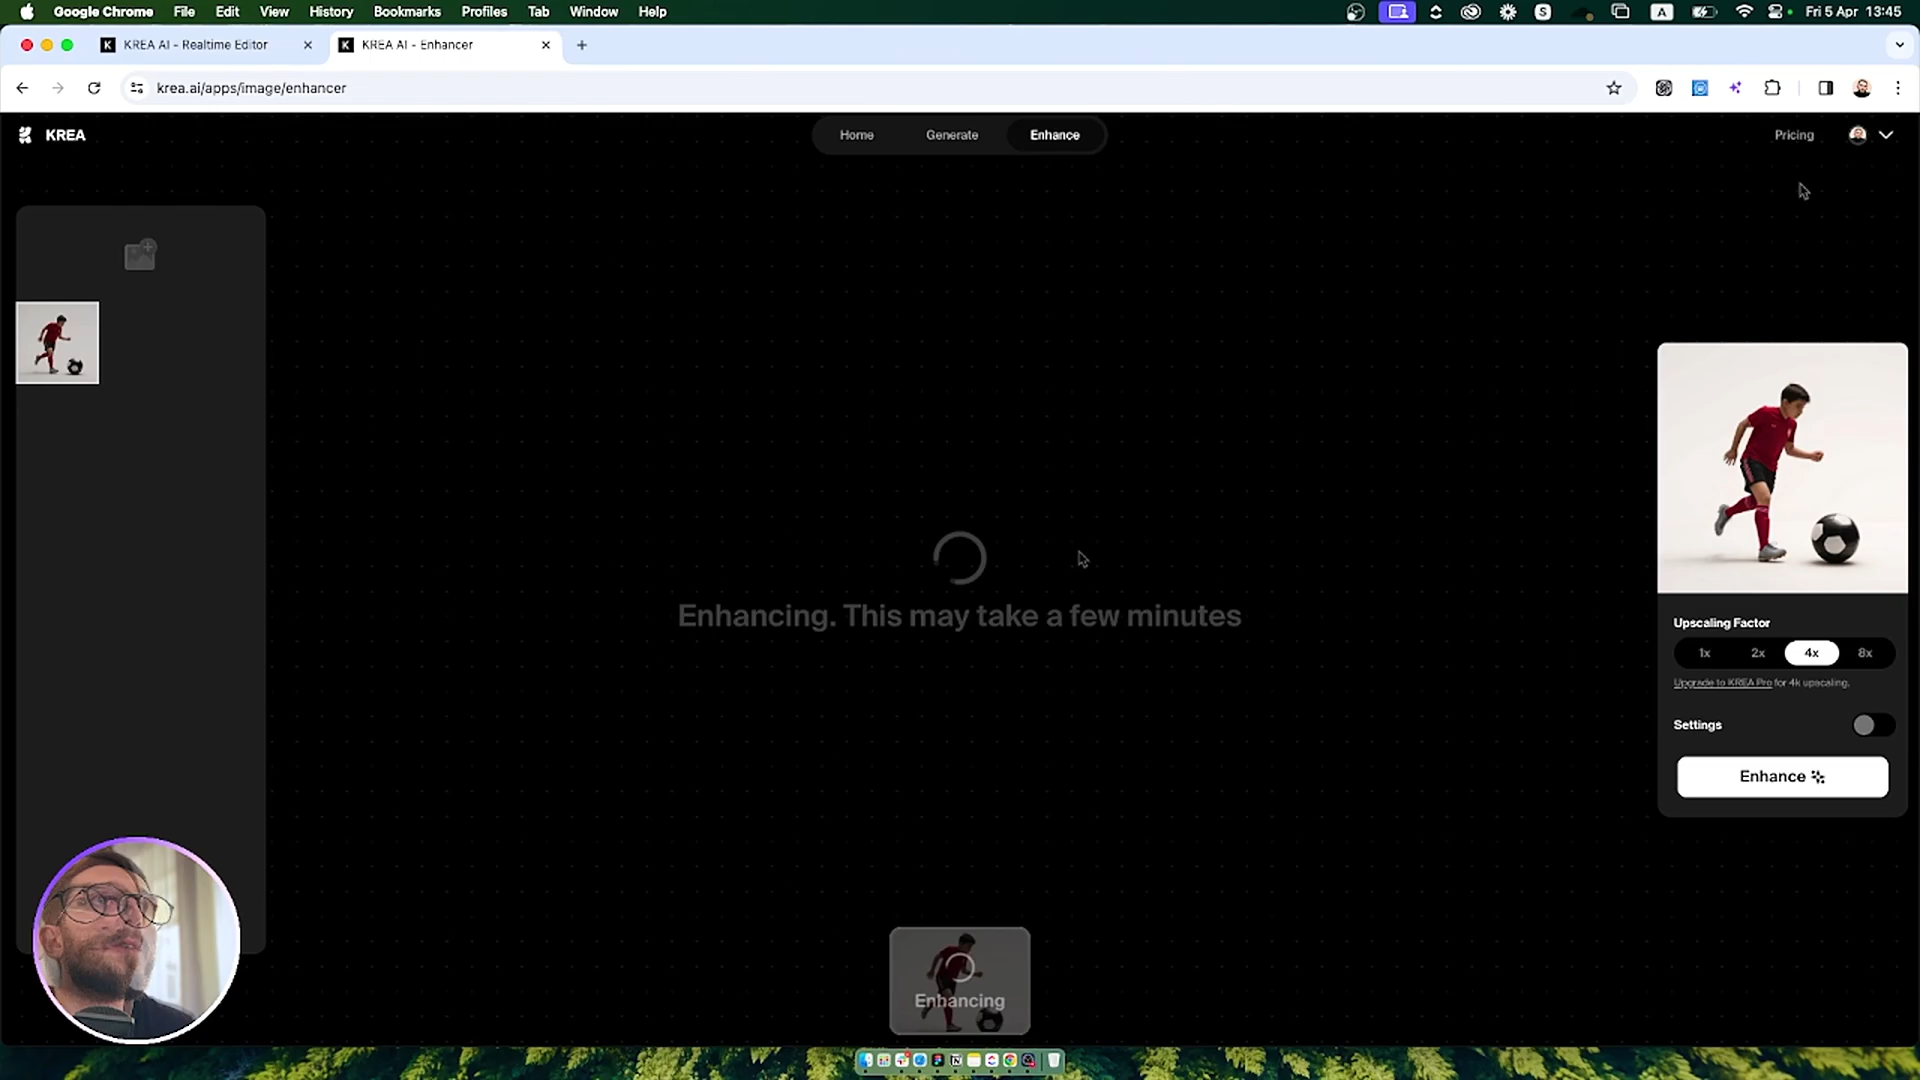 Google Chrome File Edit View History Bookmarks Profiles Tab Window Help
S A Fri 5 Apr 13:45
K KREA AI - Realtime Editor
K KREA AI - Enhancer
krea.ai/apps/image/enhancer
KREA
Home Generate Enhance
Pricing
Enhancing. This may take a few minutes
Upscaling Factor
1x 2x 4x 8x
Upgrade to KREA Pro for 4k upscaling.
Settings
Enhance
Enhancing